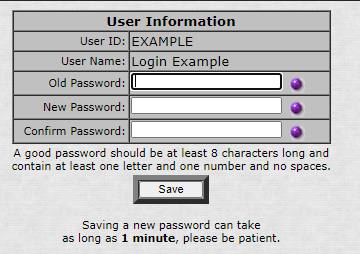 User Information
User ID: EXAMPLE
User Name: Login Example
Old Password:
New Password:
Confirm Password:
A good password should be at least 8 characters long and
contain at least one letter and one number and no spaces.
Save
Saving a new password can take
as long as 1 minute, please be patient.